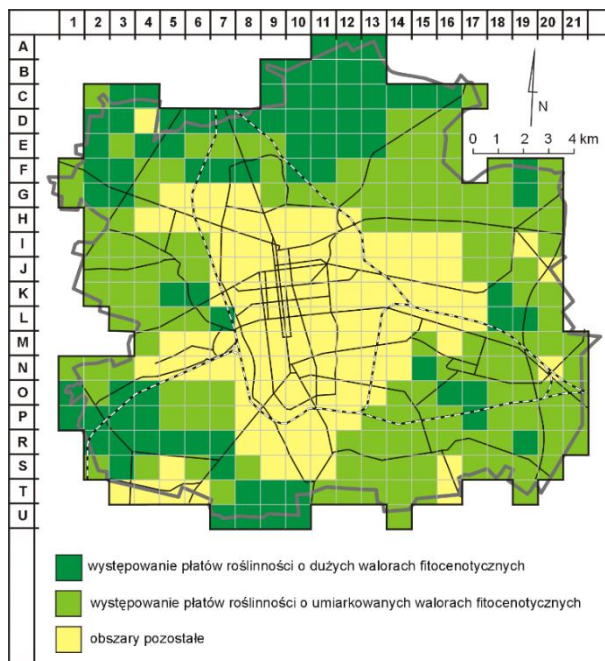 1 2 3 4 5 6 7 8 9 10 11 12 13 14 15 16 17 18 19 20 21
A
B
C
D
E
F
G
H
I
J
K
L
M
N
O
P
R
S
T
U
N
0 2 4 km
występowanie płatów roślinności o dużych walorach fitocenotycznych
występowanie płatów roślinności o umiarkowanych walorach fitocenotycznych
obszary pozostałe